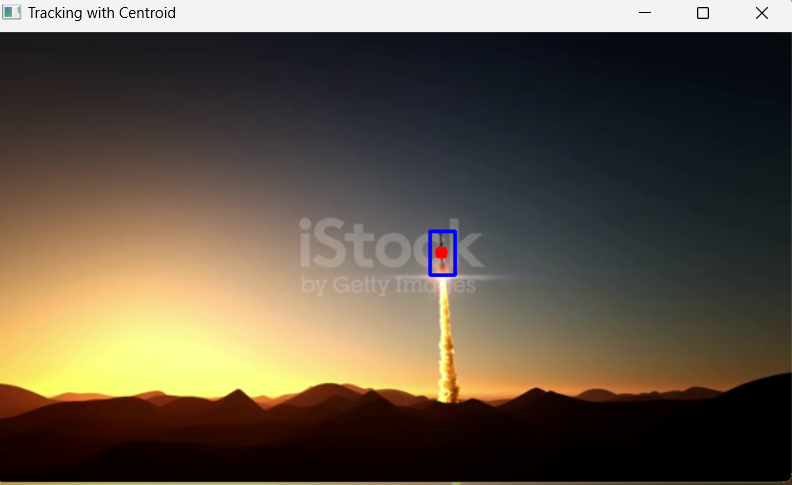 Tracking with Centroid
iStock
by Getty Images